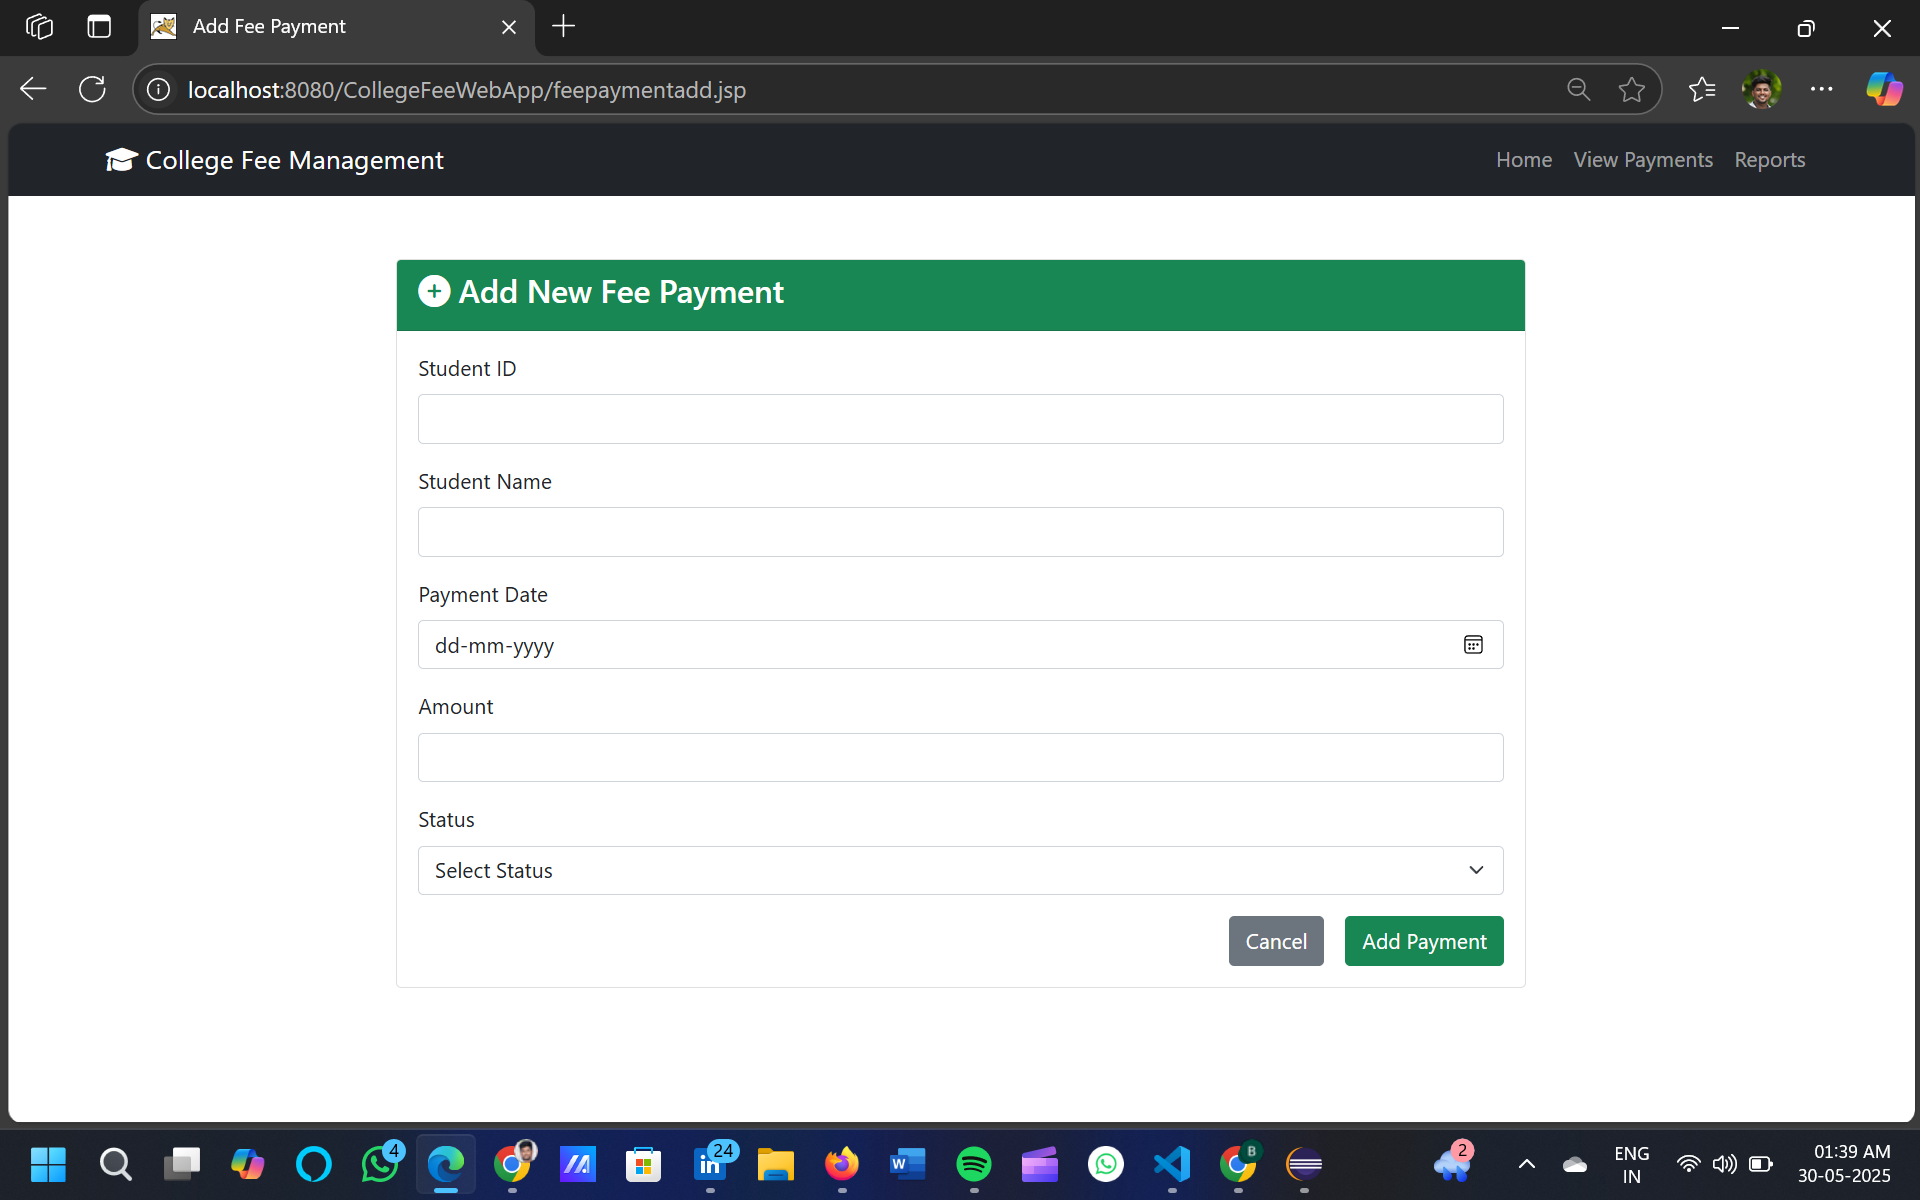 Add Fee Payment
localhost:8080/CollegeFeeWebApp/feepaymentadd.jsp
College Fee Management
Home View Payments Reports
Add New Fee Payment
Student ID
Student Name
Payment Date
dd-mm-yyyy
Amount
Status
Select Status
Cancel Add Payment
4
24
B
2
ENG
IN
01:39 AM
30-05-2025